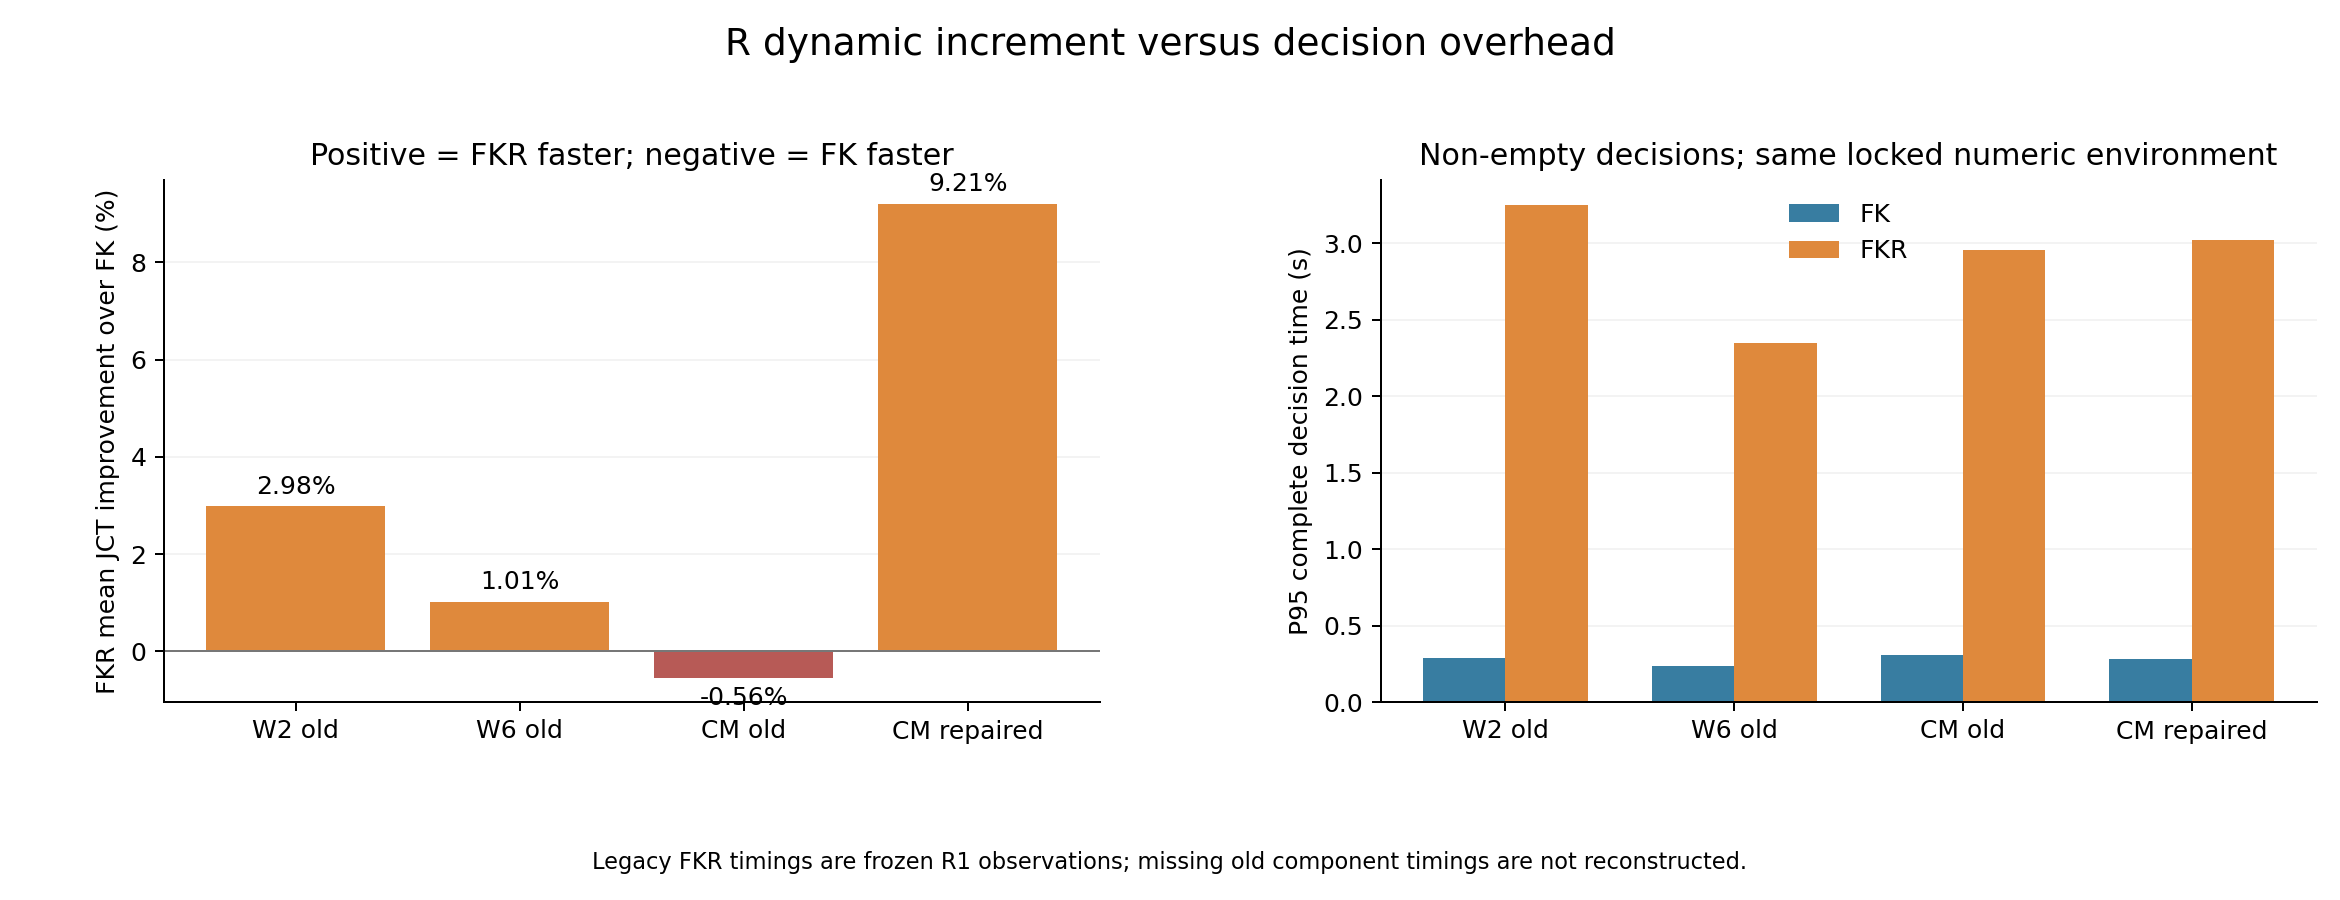 R dynamic increment versus decision overhead
Positive = FKR faster; negative = FK faster
FKR mean JCT improvement over FK (%)
8
6
4
2
0
2.98%
1.01%
-0.56%
9.21%
W2 old
W6 old
CM old
CM repaired
Non-empty decisions; same locked numeric environment
P95 complete decision time (s)
3.0
2.5
2.0
1.5
1.0
0.5
0.0
FK
FKR
W2 old
W6 old
CM old
CM repaired
Legacy FKR timings are frozen R1 observations; missing old component timings are not reconstructed.